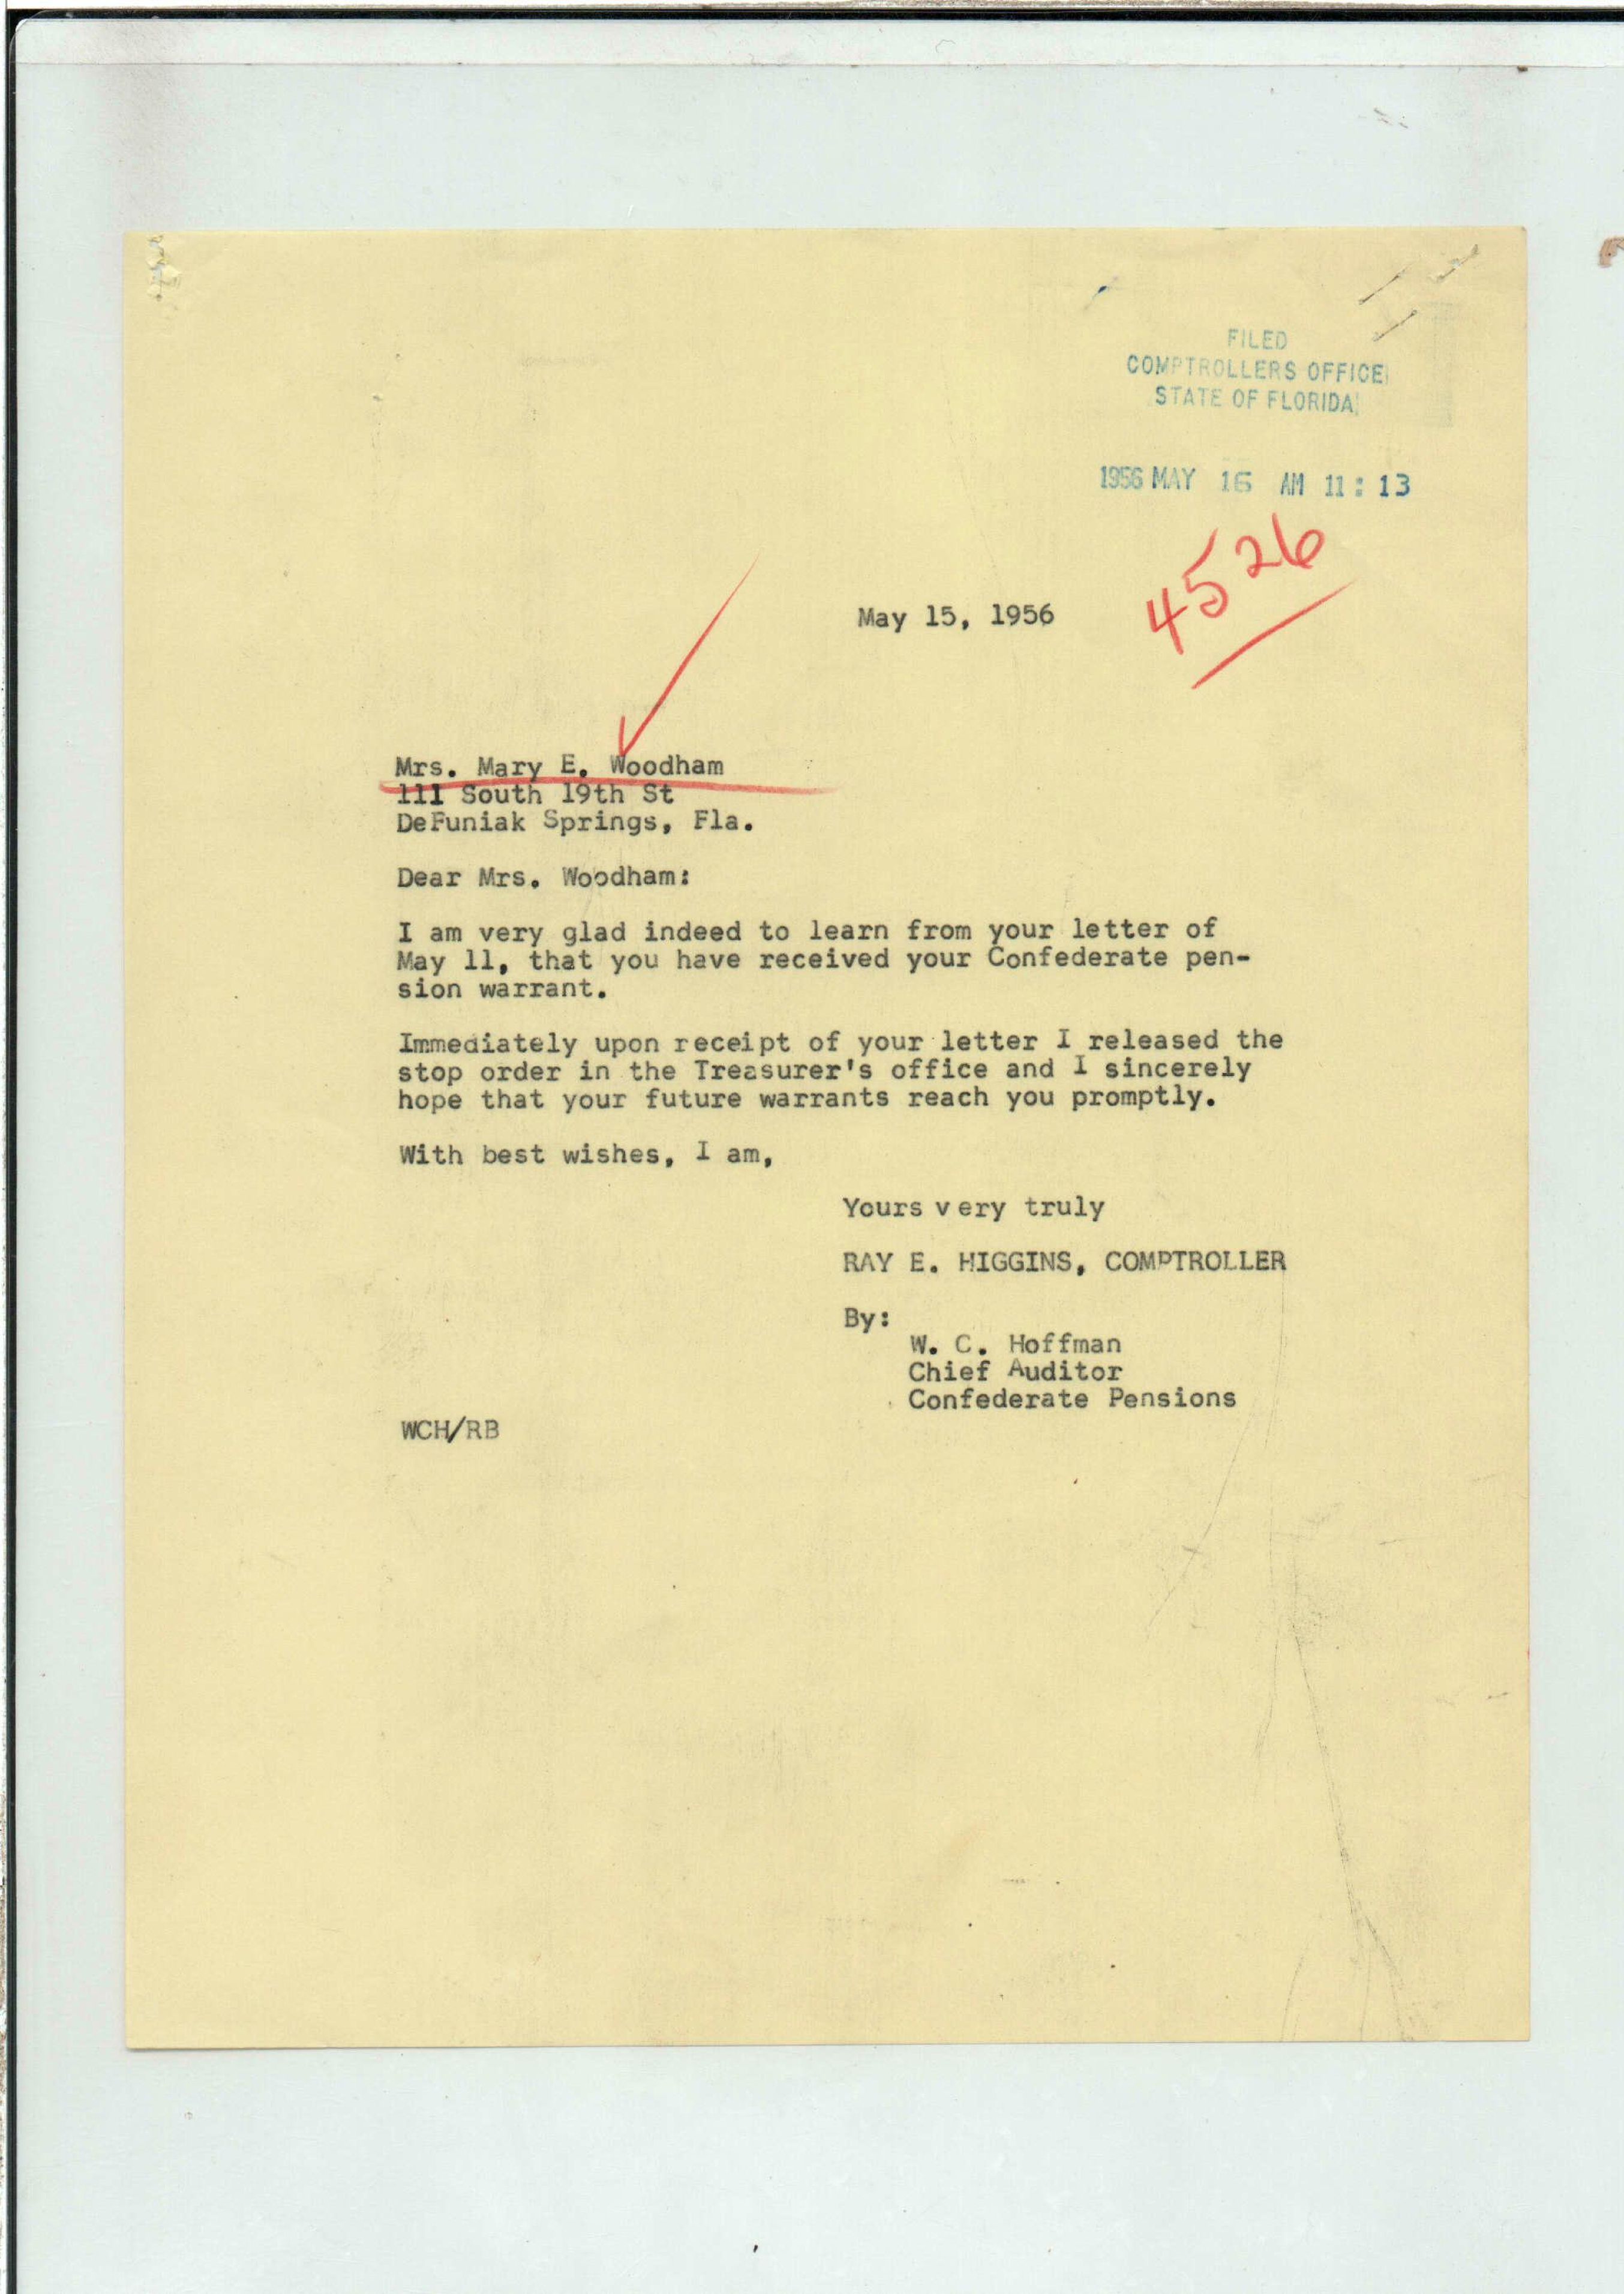 FILED
COMPTROLLERS OFFICE
STATE OF FLORIDA
1956 MAY 16 AM 11:13
4526
May 15, 1956
Mrs. Mary E. Woodham
111 South 19th St
DeFuniak Springs, Fla.
Dear Mrs. Woodham:
I am very glad indeed to learn from your letter of
May 11, that you have received your Confederate pen-
sion warrant.
Immediately upon receipt of your letter I released the
stop order in the Treasurer's office and I sincerely
hope that your future warrants reach you promptly.
With best wishes, I am,
Yours very truly
RAY E. HIGGINS, COMPTROLLER
By:
W. C. Hoffman
Chief Auditor
Confederate Pensions
WCH/RB